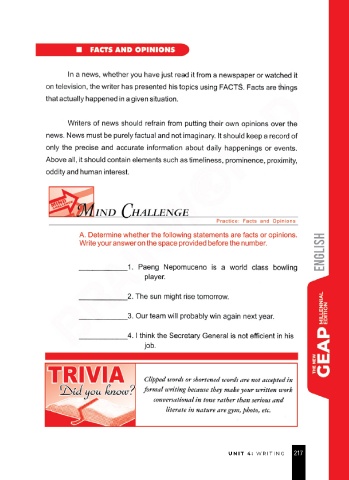 ■ FACTS AND OPINIONS
In a news, whether you have just read it from a newspaper or watched it
on television, the writer has presented his topics using FACTS. Facts are things
that actually happened in a given situation.
Writers of news should refrain from putting their own opinions over the
news. News must be purely factual and not imaginary. It should keep a record of
only the precise and accurate information about daily happenings or events.
Above all, it should contain elements such as timeliness, prominence, proximity,
oddity and human interest.
MIND CHALLENGE
Practice: Facts and Opinions
A. Determine whether the following statements are facts or opinions.
Write your answer on the space provided before the number.
____________1. Paeng Nepomuceno is a world class bowling
player.
____________2. The sun might rise tomorrow.
____________3. Our team will probably win again next year.
____________4. I think the Secretary General is not efficient in his
job.
TRIVIA
Did you know?
Clipped words or shortened words are not accepted in
formal writing because they make your written work
conversational in tone rather than serious and
literate in nature are gym, photo, etc.
ENGLISH
THE NEW
GEAP
MILLENNIAL
EDITION
UNIT 4: WRITING 217